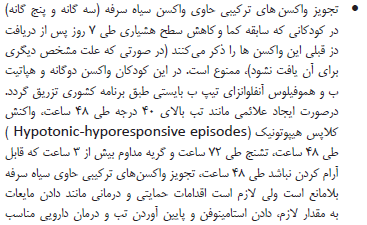 • تجویز واکسن های ترکیبی حاوی واکسن سیاه سرفه (سه گانه و پنج گانه)
در کودکانی که سابقه کما و کاهش سطح هشیاری طی ۷ روز پس از دریافت
دز قبلی این واکسن ها را ذکر می‌کنند (در صورتی که علت مشخص دیگری
برای آن یافت نشود)، ممنوع است. در این کودکان واکسن دوگانه و هپاتیت
ب و هموفیلوس آنفلوانزای تیپ ب بایستی طبق برنامه کشوری تزریق گردد.
درصورت ایجاد علائمی مانند تب بالای ۴۰ درجه طی ۴۸ ساعت، واکنش
کلاپس هیپوتونیک (Hypotonic-hyporesponsive episodes )
طی ۴۸ ساعت، تشنج طی ۷۲ ساعت و گریه مداوم بیش از ۳ ساعت که قابل
آرام کردن نباشد طی ۴۸ ساعت، تجویز واکسن‌های ترکیبی حاوی سیاه سرفه
بلامانع است ولی لازم است اقدامات حمایتی و درمانی مانند دادن مایعات
به مقدار لازم، دادن استامینوفن و پایین آوردن تب و درمان دارویی مناسب